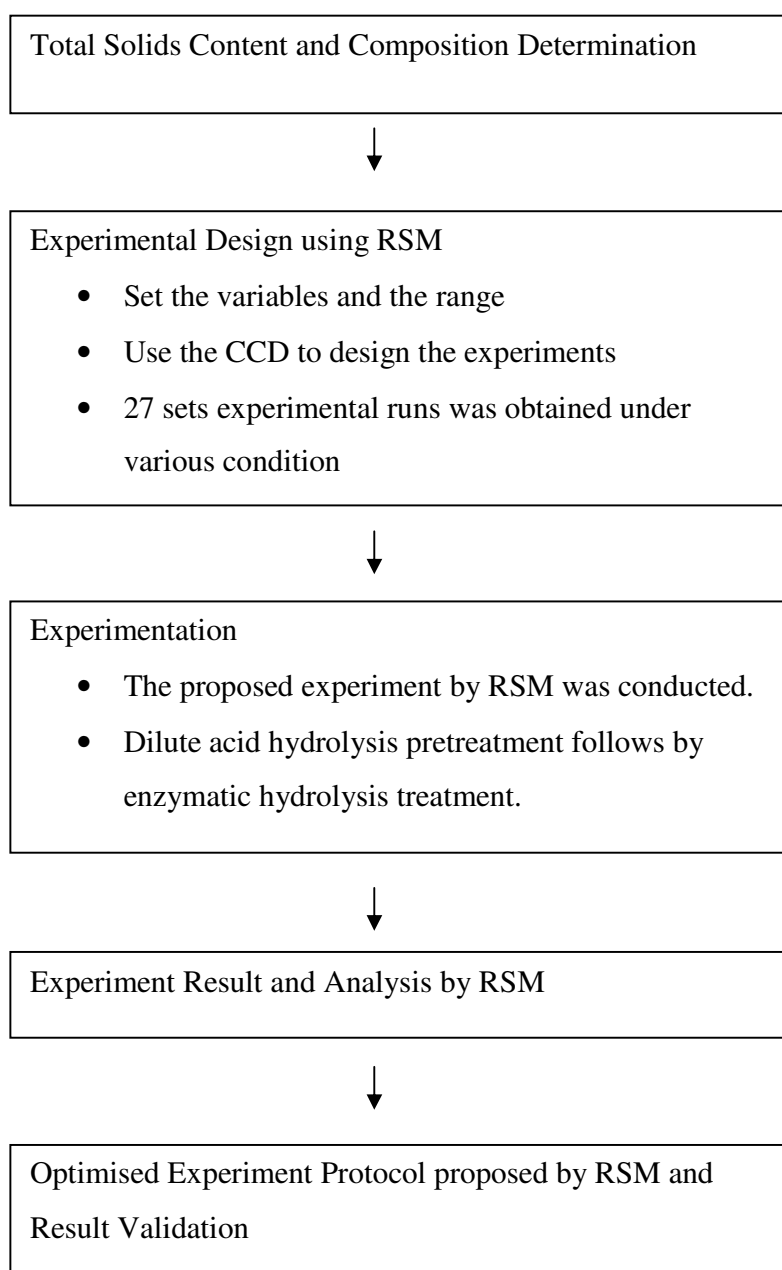 Total Solids Content and Composition Determination
Experimental Design using RSM
• Set the variables and the range
• Use the CCD to design the experiments
• 27 sets experimental runs was obtained under
various condition
Experimentation
• The proposed experiment by RSM was conducted.
• Dilute acid hydrolysis pretreatment follows by
enzymatic hydrolysis treatment.
Experiment Result and Analysis by RSM
Optimised Experiment Protocol proposed by RSM and
Result Validation